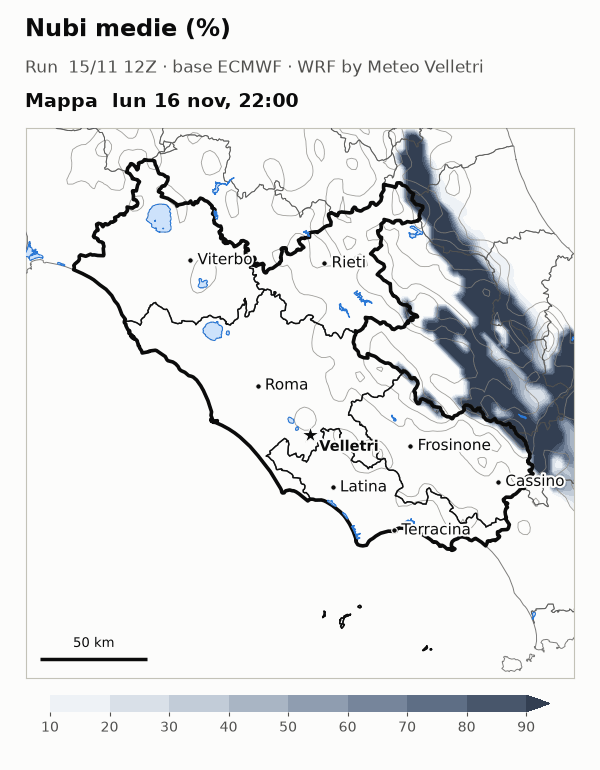 Nubi medie (%)
Run  15/11 12Z · base ECMWF · WRF by Meteo Velletri
Mappa  lun 16 nov, 22:00
Viterbo
Rieti
Roma
Velletri
Frosinone
Cassino
Latina
Terracina
50 km
10 20 30 40 50 60 70 80 90